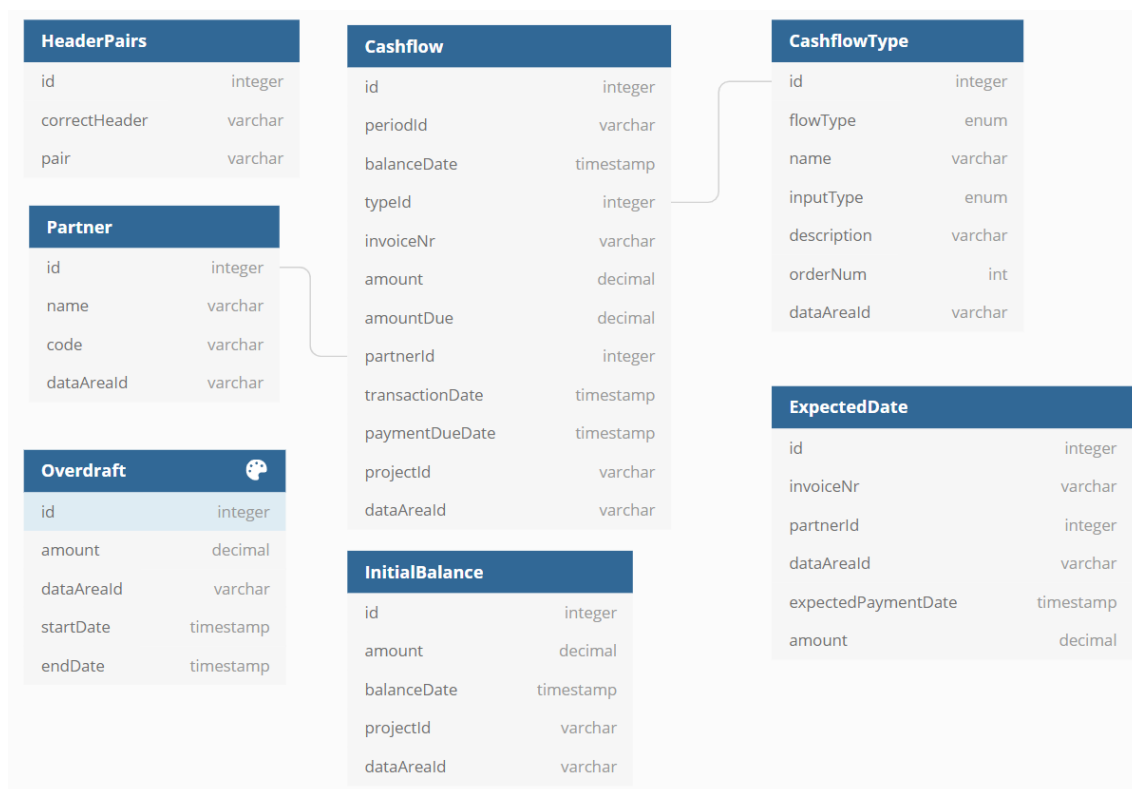 HeaderPairs
id integer
correctHeader varchar
pair varchar
Partner
id integer
name varchar
code varchar
dataAreaId varchar
Overdraft
id integer
amount decimal
dataAreaId varchar
startDate timestamp
endDate timestamp
Cashflow
id integer
periodId varchar
balanceDate timestamp
typeId integer
invoiceNr varchar
amount decimal
amountDue decimal
partnerId integer
transactionDate timestamp
paymentDueDate timestamp
projectId varchar
dataAreaId varchar
InitialBalance
id integer
amount decimal
balanceDate timestamp
projectId varchar
dataAreaId varchar
CashflowType
id integer
flowType enum
name varchar
inputType enum
description varchar
orderNum int
dataAreaId varchar
ExpectedDate
id integer
invoiceNr varchar
partnerId integer
dataAreaId varchar
expectedPaymentDate timestamp
amount decimal